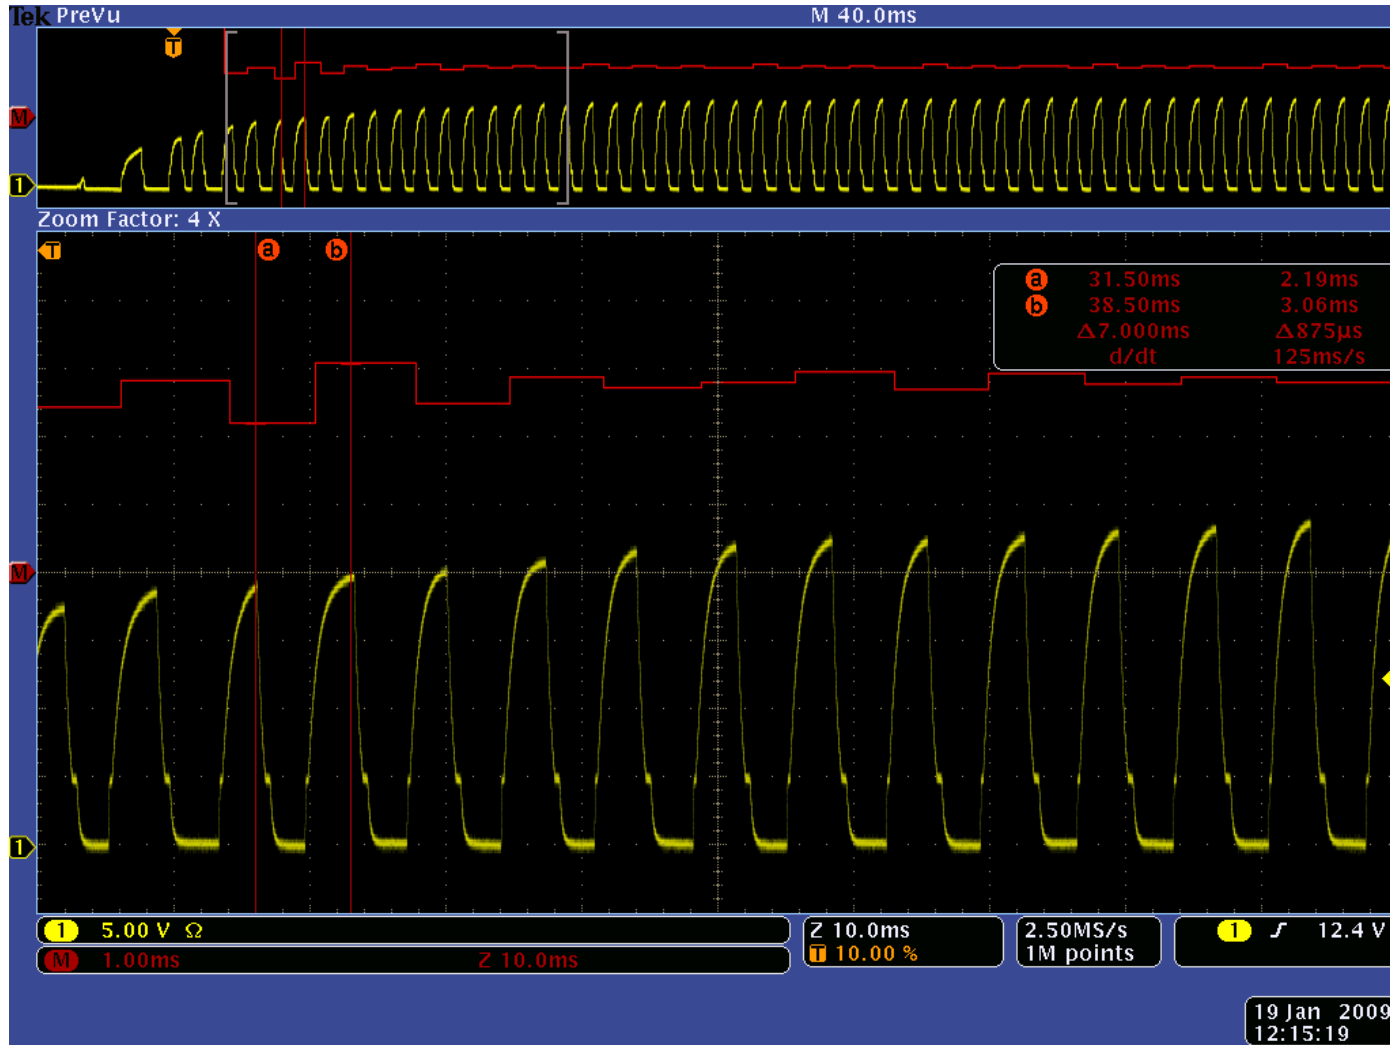 Tek PreVu M 40.0ms
T
M
1
Zoom Factor: 4 X
T a b
a 31.50ms 2.19ms
b 38.50ms 3.06ms
Δ7.000ms Δ875µs
d/dt 125ms/s
M
1
1 5.00 V Ω Z 10.0ms 2.50MS/s 1 12.4 V
T 10.00 % 1M points
M 1.00ms Z 10.0ms
19 Jan 2009
12:15:19